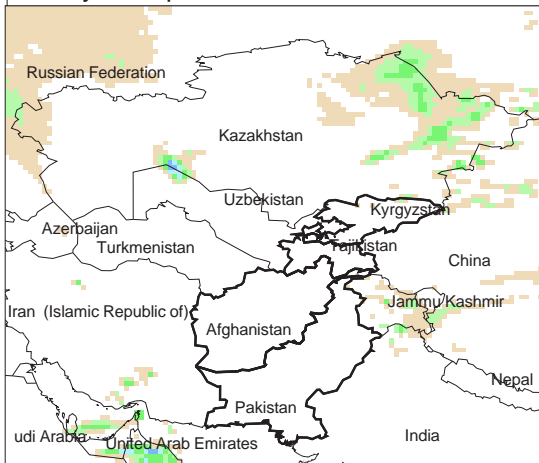 Russian Federation
Kazakhstan
Uzbekistan
Kyrgyzstan
Azerbaijan
Turkmenistan
Tajikistan
China
Iran (Islamic Republic of)
Jammu/Kashmir
Afghanistan
Nepal
Pakistan
udi Arabia
United Arab Emirates
India